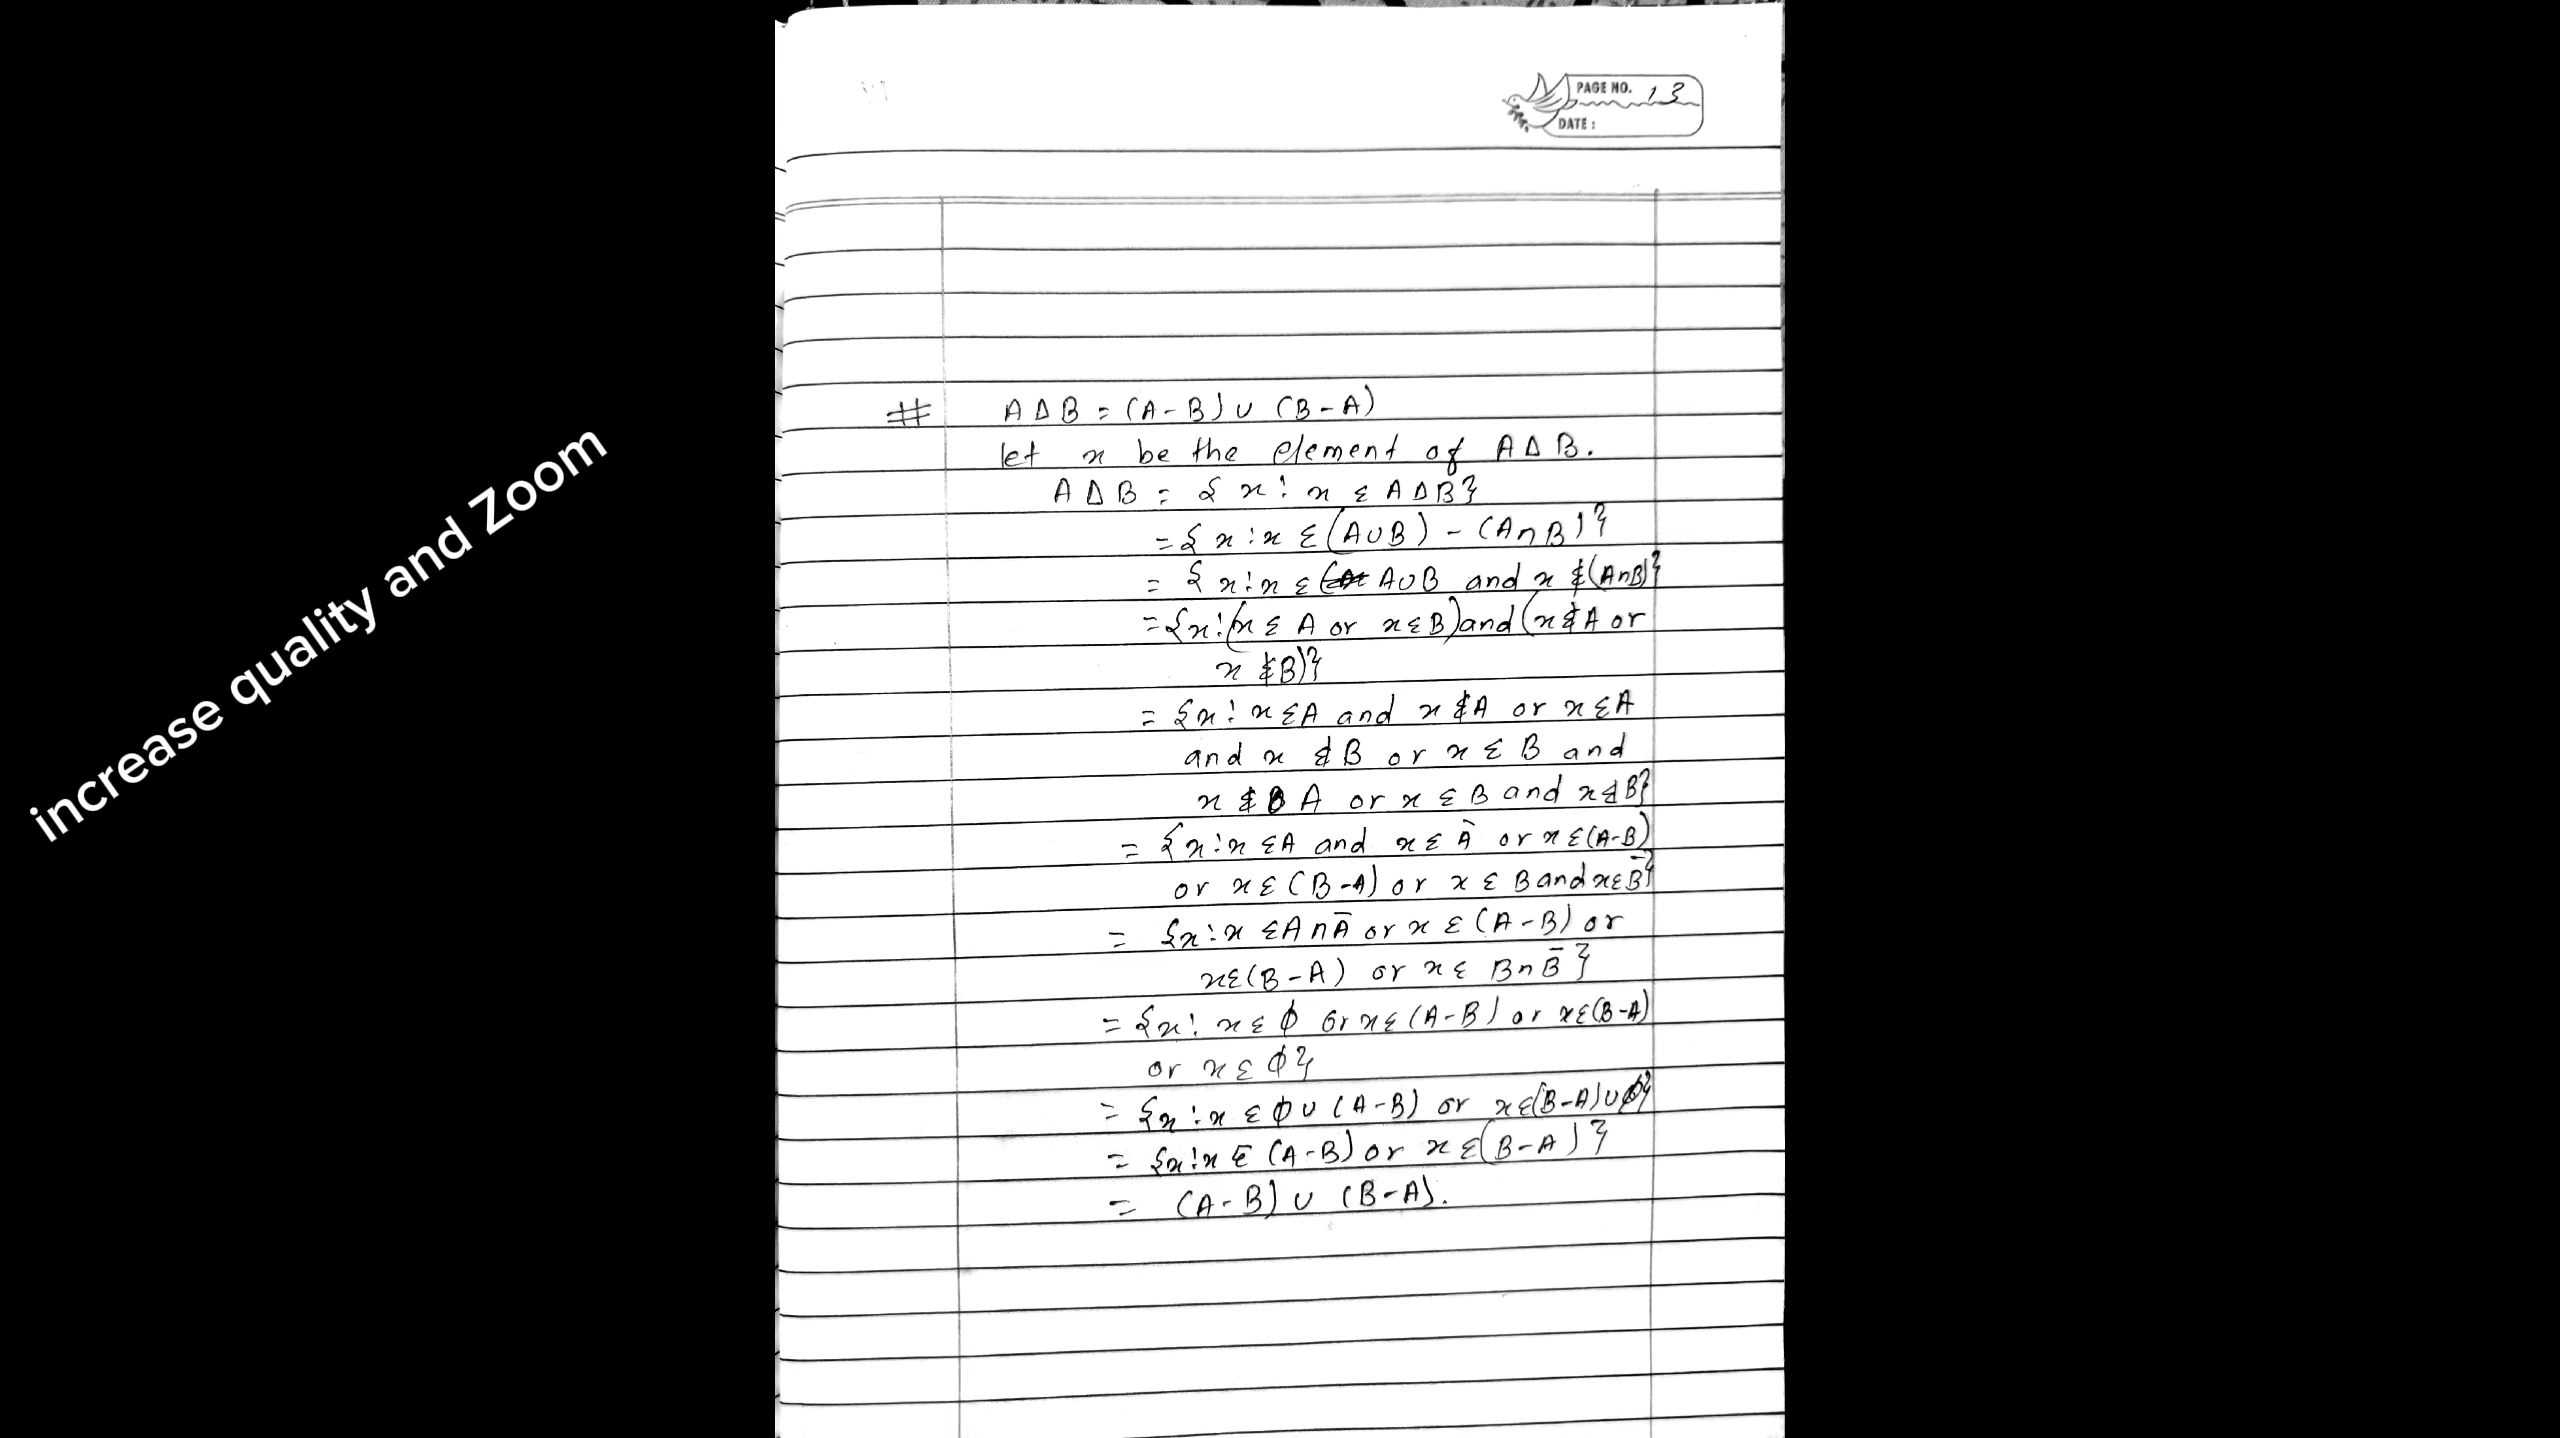 increase quality and Zoom
PAGE NO. 13
DATE :
# A Δ B = (A - B) ∪ (B - A)
let x be the element of A Δ B.
A Δ B = { x : x ∈ A Δ B}
= { x : x ∈ (A ∪ B) - (A ∩ B)}
= { x : x ∈ A ∪ B and x ∉ (A ∩ B)}
= {x : (x ∈ A or x ∈ B) and (x ∉ A or
x ∉ B)}
= {x : x ∈ A and x ∉ A or x ∈ A
and x ∉ B or x ∈ B and
x ∉ A or x ∈ B and x ∉ B}
= {x : x ∈ A and x ∈ Ā or x ∈ (A - B)
or x ∈ (B - A) or x ∈ B and x ∈ B̄}
= {x : x ∈ A ∩ Ā or x ∈ (A - B) or
x ∈ (B - A) or x ∈ B ∩ B̄ }
= {x : x ∈ ϕ or x ∈ (A - B) or x ∈ (B - A)
or x ∈ ϕ}
= {x : x ∈ ϕ ∪ (A - B) or x ∈ (B - A) ∪ ϕ}
= {x : x ∈ (A - B) or x ∈ (B - A)}
= (A - B) ∪ (B - A).